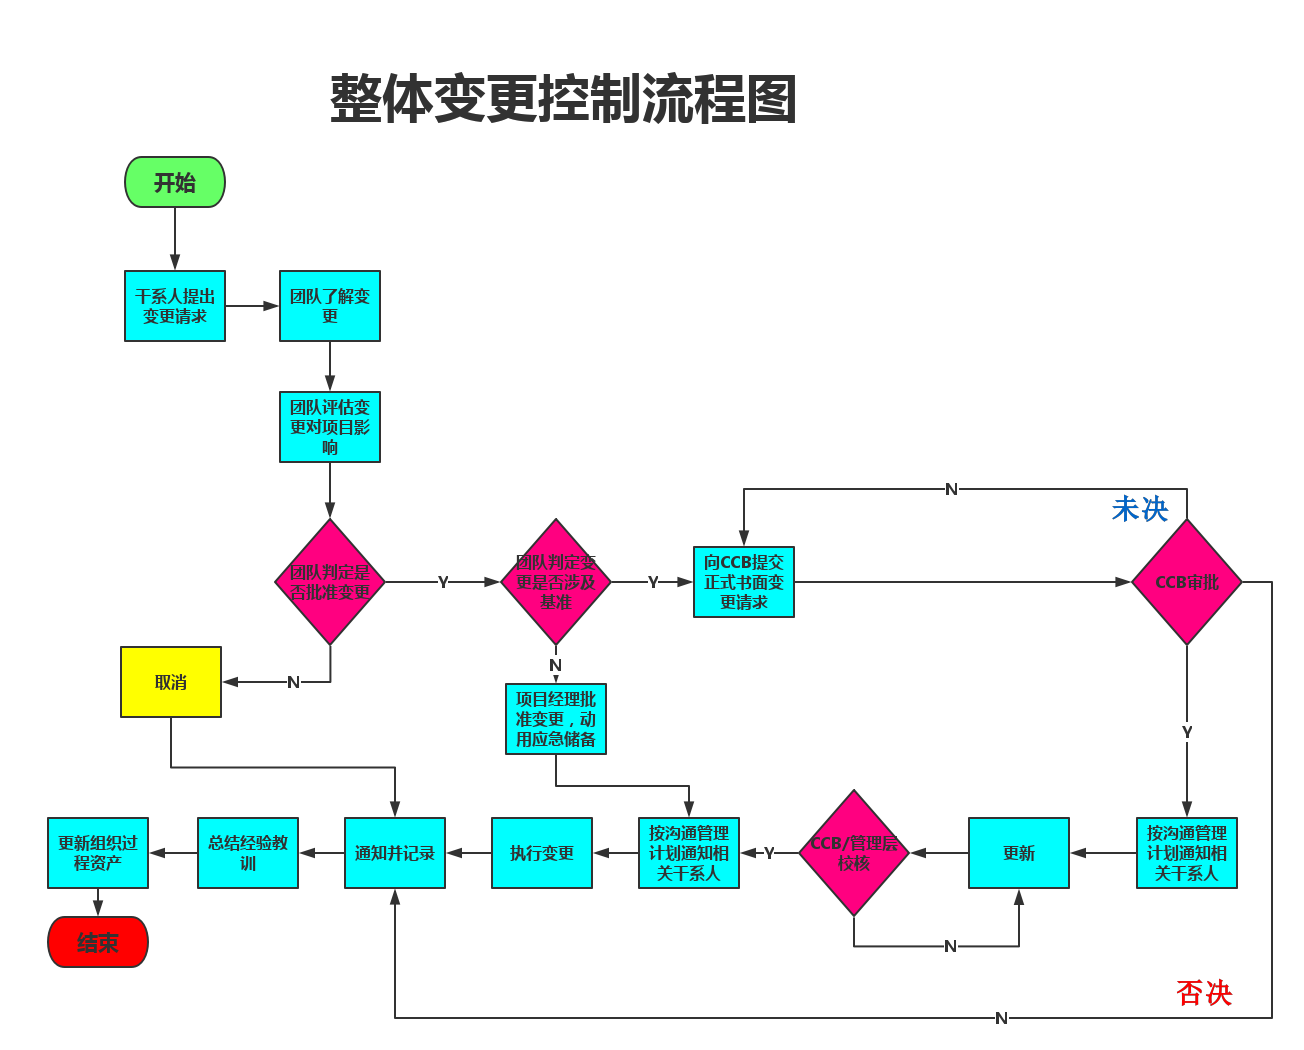 整体变更控制流程图
开始
干系人提出
变更请求
团队了解变
更
团队评估变
更对项目影
响
N
未决
团队判定是
否批准变更
Y
团队判定变
更是否涉及
基准
Y
向CCB提交
正式书面变
更请求
CCB审批
取消
N
N
项目经理批
准变更，动
用应急储备
Y
更新组织过
程资产
总结经验教
训
通知并记录
执行变更
按沟通管理
计划通知相
关干系人
Y
CCB/管理层
校核
更新
按沟通管理
计划通知相
关干系人
结束
N
否决
N